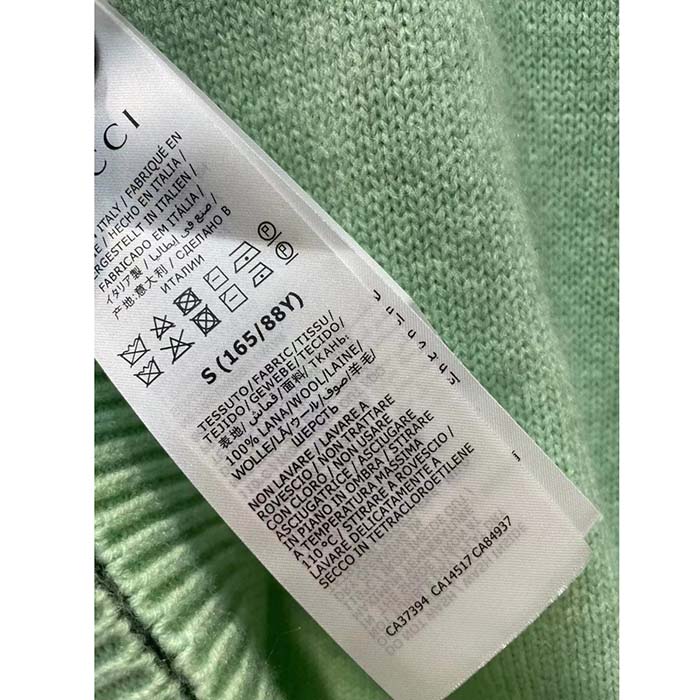 CCI
ITALY / FABRIQUÉ EN
/ HECHO EN ITALIA /
ERGESTELLT IN ITALIEN /
FABRICADO EM ITÁLIA /
イタリア製 / صنع في إيطاليا /
产地:意大利 / СДЕЛАНО В
ИТАЛИИ
S (165/88Y)
TESSUTO/FABRIC/TISSU/
TEJIDO/GEWEBE/TECIDO/
表地/قماش/面料/ ТКАНЬ:
100% LANA/WOOL/LAINE/
WOLLE/LÃ/ウール/صوف/羊毛/
ШЕРСТЬ
NON LAVARE / LAVARE A
ROVESCIO / NON TRATTARE
CON CLORO / NON USARE
ASCIUGATRICE / ASCIUGARE
IN PIANO IN OMBRA / STIRARE
A TEMPERATURA MASSIMA
110 °C / STIRARE A ROVESCIO /
LAVARE DELICATAMENTE A
SECCO IN TETRACLOROETILENE
CA37394 CA14517 CA84937